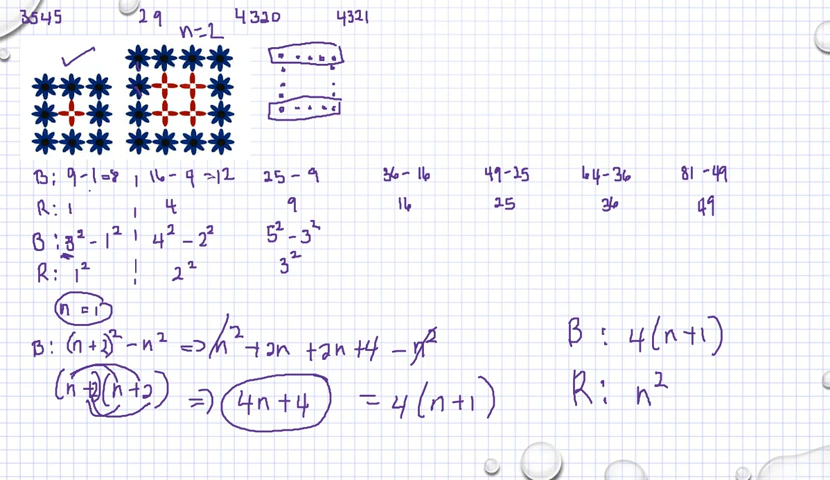 3545 29 4320 4321
n=2
B: 9-1=8 16-4=12 25-9 36-16 49-25 64-36 81-49
R: 1 4 9 16 25 36 49
B: 3²-1² 4²-2² 5²-3²
R: 1² 2² 3²
n=1
B: (n+2)²-n² => n²+2n+2n+4-n²
(n+2)(n+2) => 4n+4 = 4(n+1)
B: 4(n+1)
R: n²